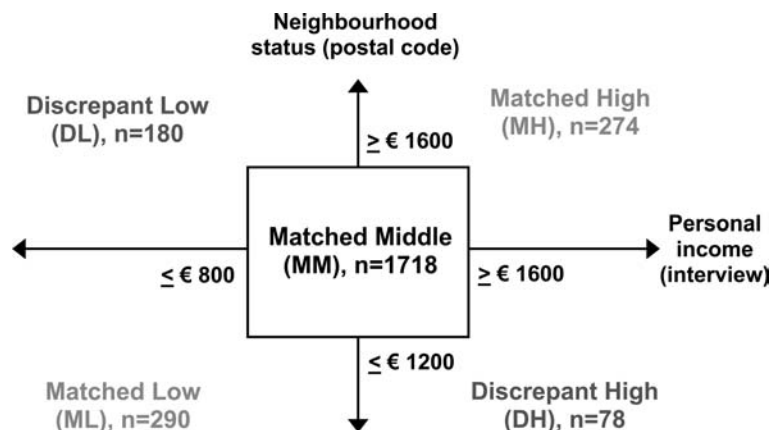 Neighbourhood
status (postal code)
Discrepant Low
(DL), n=180
Matched High
(MH), n=274
≥ € 1600
Matched Middle
(MM), n=1718
Personal
income
(interview)
≤ € 800
≥ € 1600
≤ € 1200
Matched Low
(ML), n=290
Discrepant High
(DH), n=78